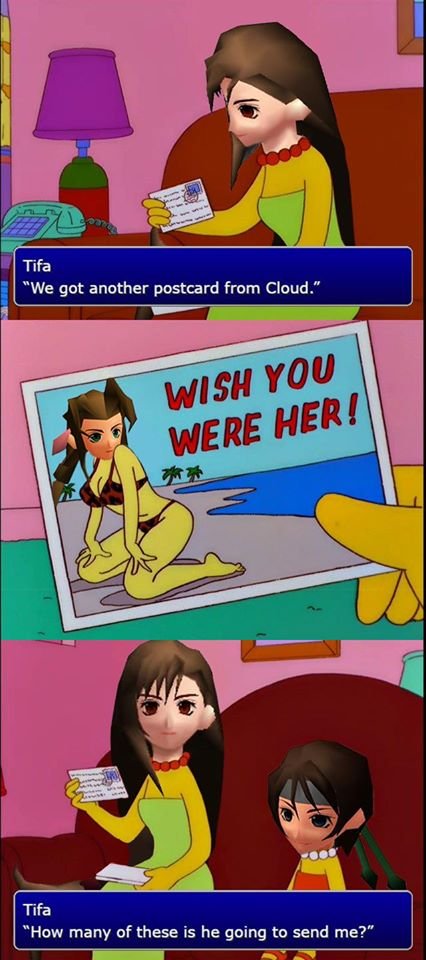 Tifa
“We got another postcard from Cloud.”
WISH YOU
WERE HER!
Tifa
“How many of these is he going to send me?”